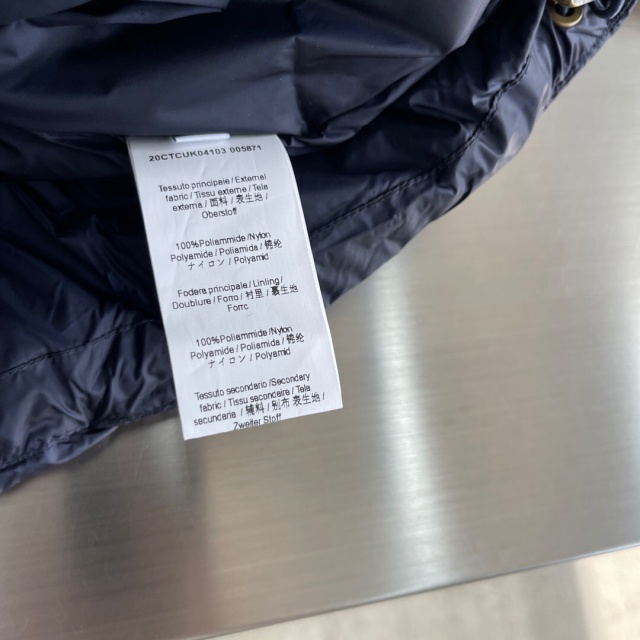 20CTCUK04103 005871
Tessuto principale / External
fabric / Tissu externe / Tela
externa / 面料 / 表生地 /
Oberstoff
100%Poliammide /Nylon
Polyamide / Poliamida / 锦纶
ナイロン / Polyamid
Fodera principale / Linling /
Doublure / Forro / 衬里 / 裏生地
Forrc
100%Poliammide /Nylon
Polyamide / Poliamida / 锦纶
ナイロン / Polyamid
Tessuto secondario /Secondary
fabric / Tissu secondaire / Tela
secundaria / 辅料 / 别布 表生地 /
Zweiter Stoff